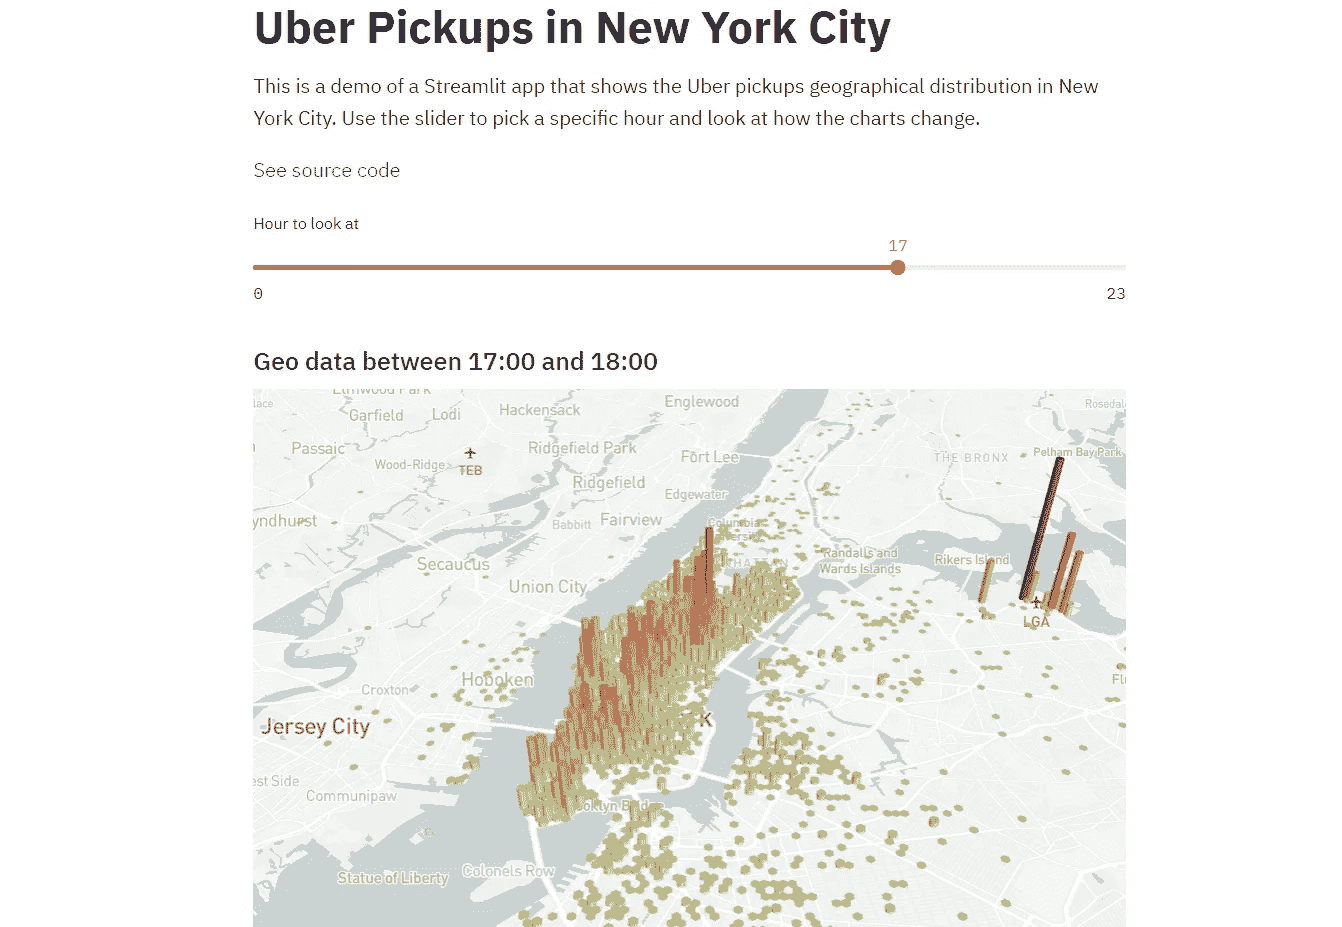 Uber Pickups in New York City
This is a demo of a Streamlit app that shows the Uber pickups geographical distribution in New
York City. Use the slider to pick a specific hour and look at how the charts change.
See source code
Hour to look at
17
0
23
Geo data between 17:00 and 18:00
Elmwood Park
Englewood
Garfield
Lodi
Hackensack
Passaic
Ridgefield Park
Fort Lee
THE BRONX
Pelham Bay Park
Wood-Ridge
TEB
Ridgefield
Edgewater
yndhurst
Babbitt
Fairview
Columbia
Secaucus
Randalls and
Wards Islands
Rikers Island
Union City
LGA
Hoboken
Croxton
K
Jersey City
est Side
Communipaw
Statue of Liberty
Colonels Row